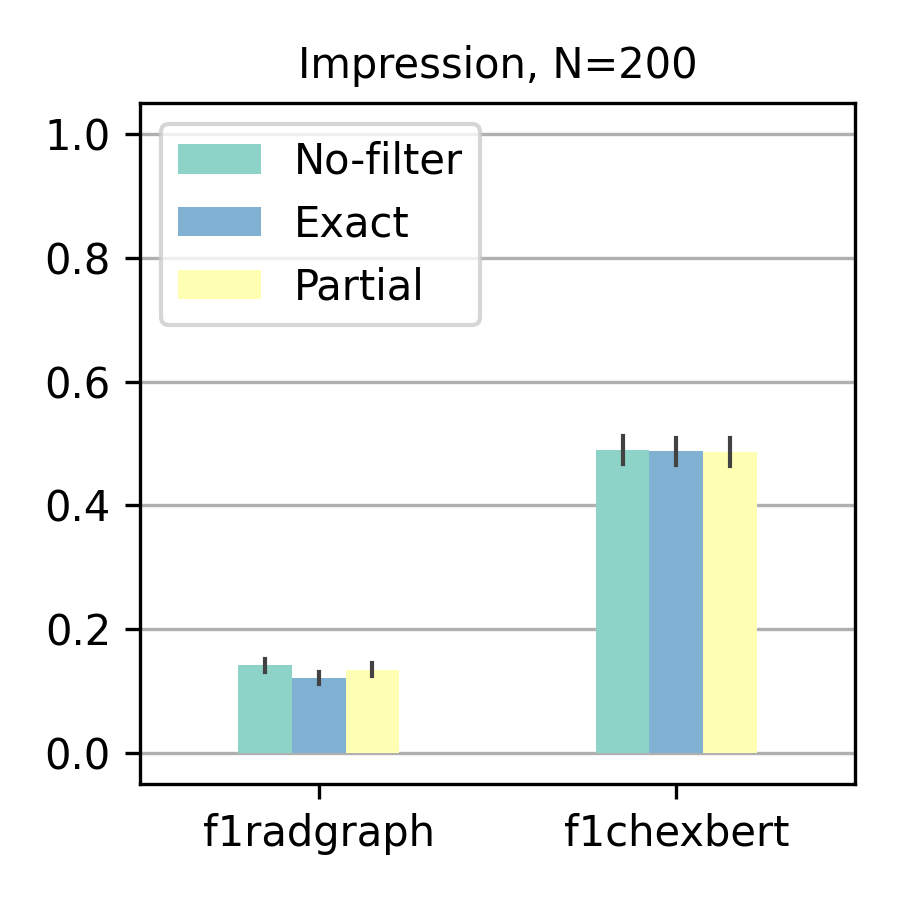 Impression, N=200
1.0
0.8
0.6
0.4
0.2
0.0
No-filter
Exact
Partial
f1radgraph
f1chexbert